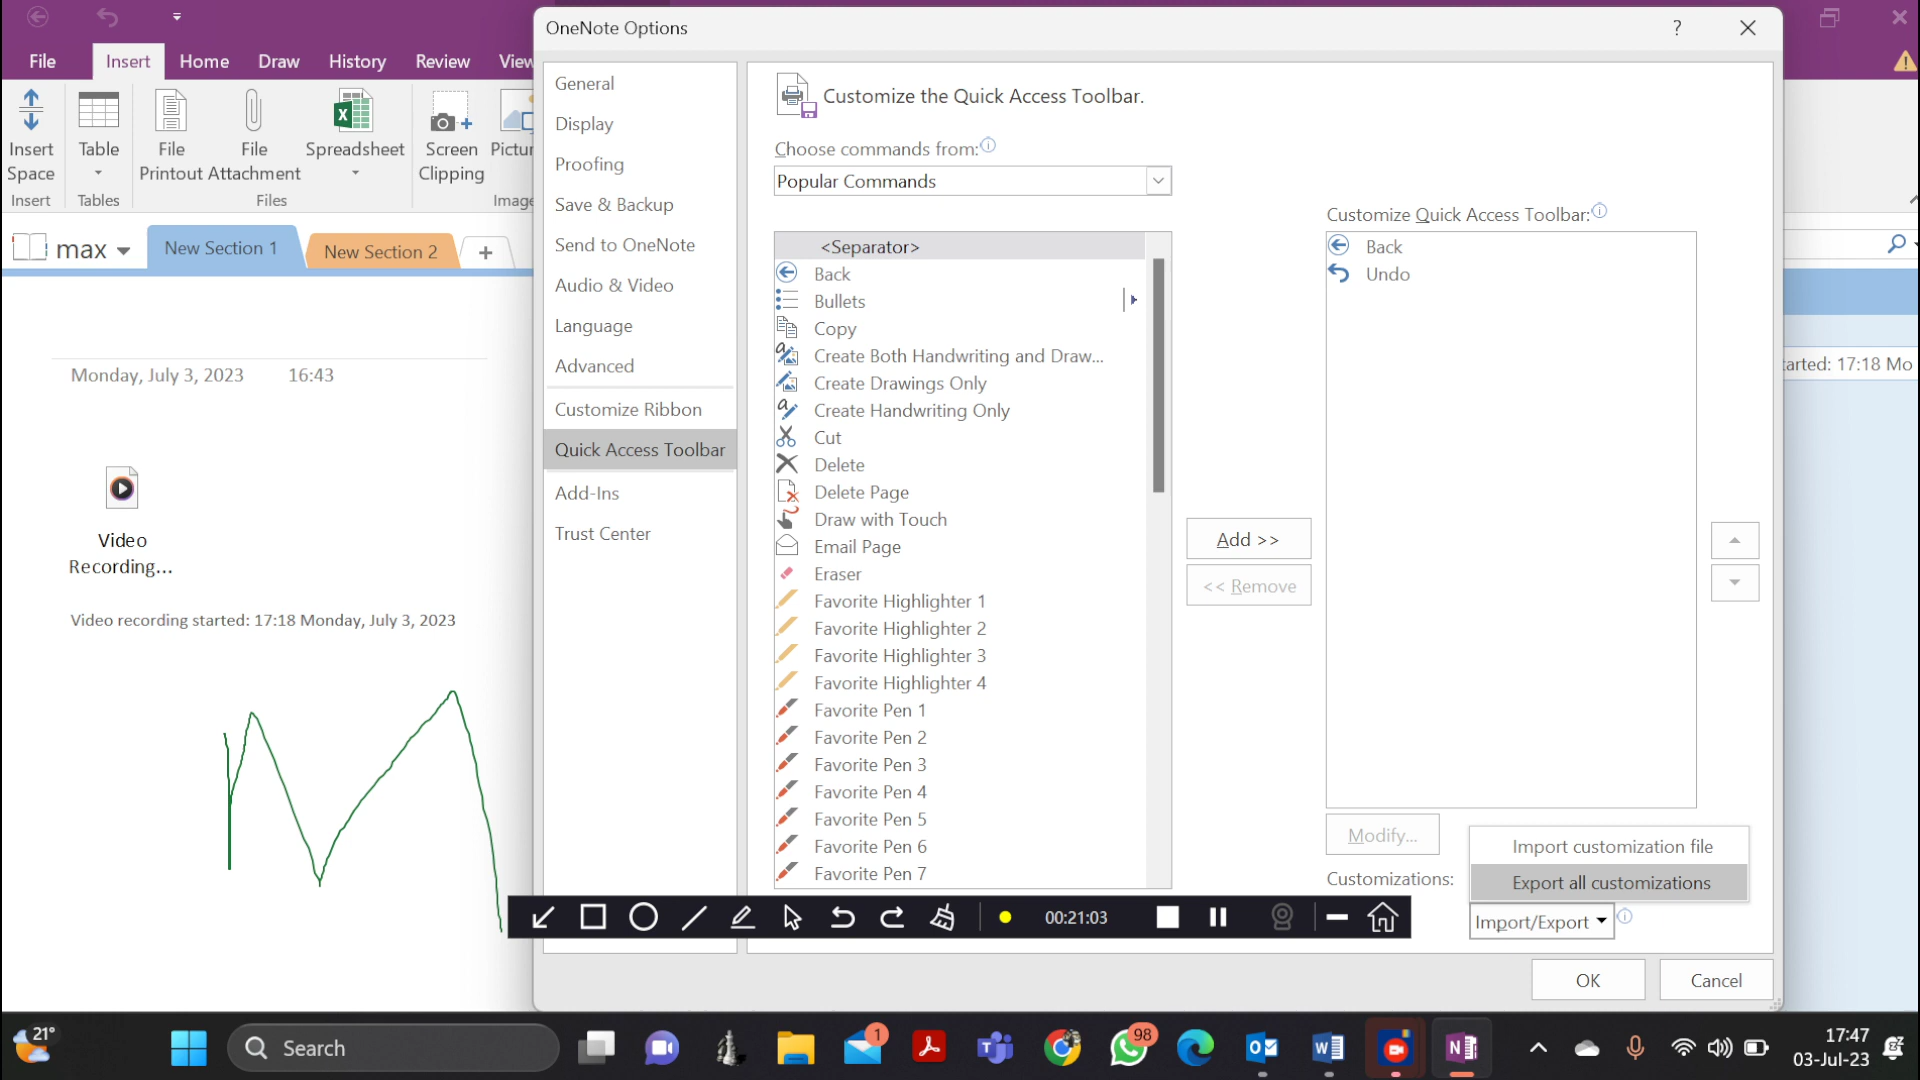 OneNote Options
?
File
Insert
Home
Draw
History
Review
View
Insert
Space
Table
File
Printout
File
Attachment
Spreadsheet
Screen
Clipping
Insert
Tables
Files
max
New Section 1
New Section 2
+
Monday, July 3, 2023
16:43
Video
Recording...
Video recording started: 17:18 Monday, July 3, 2023
General
Display
Proofing
Save & Backup
Send to OneNote
Audio & Video
Language
Advanced
Customize Ribbon
Quick Access Toolbar
Add-Ins
Trust Center
Customize the Quick Access Toolbar.
Choose commands from:
Popular Commands
<Separator>
Back
Bullets
Copy
Create Both Handwriting and Draw...
Create Drawings Only
Create Handwriting Only
Cut
Delete
Delete Page
Draw with Touch
Email Page
Eraser
Favorite Highlighter 1
Favorite Highlighter 2
Favorite Highlighter 3
Favorite Highlighter 4
Favorite Pen 1
Favorite Pen 2
Favorite Pen 3
Favorite Pen 4
Favorite Pen 5
Favorite Pen 6
Favorite Pen 7
Add >>
<< Remove
Customize Quick Access Toolbar:
Back
Undo
Modify...
Customizations:
Import customization file
Export all customizations
Import/Export
OK
Cancel
17:18 Mo
00:21:03
21°
Search
1
98
17:47
03-Jul-23